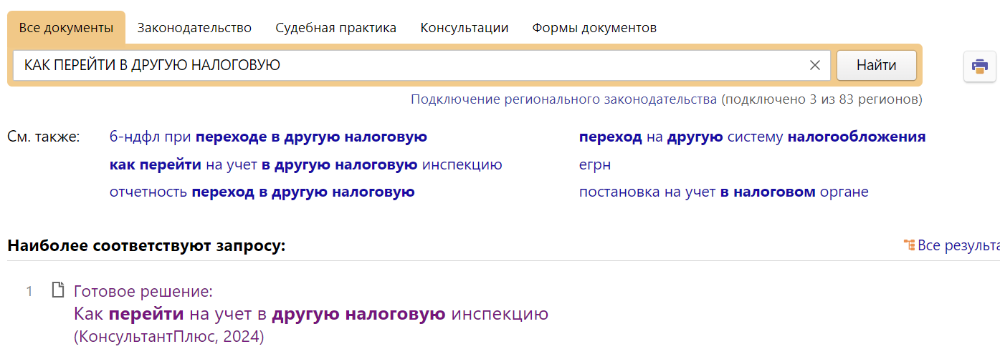 Все документы Законодательство Судебная практика Консультации Формы документов
КАК ПЕРЕЙТИ В ДРУГУЮ НАЛОГОВУЮ Найти
Подключение регионального законодательства (подключено 3 из 83 регионов)
См. также: 6-ндфл при переходе в другую налоговую переход на другую систему налогообложения
как перейти на учет в другую налоговую инспекцию егрн
отчетность переход в другую налоговую постановка на учет в налоговом органе
Наиболее соответствуют запросу: Все результа
1 Готовое решение:
Как перейти на учет в другую налоговую инспекцию
(КонсультантПлюс, 2024)